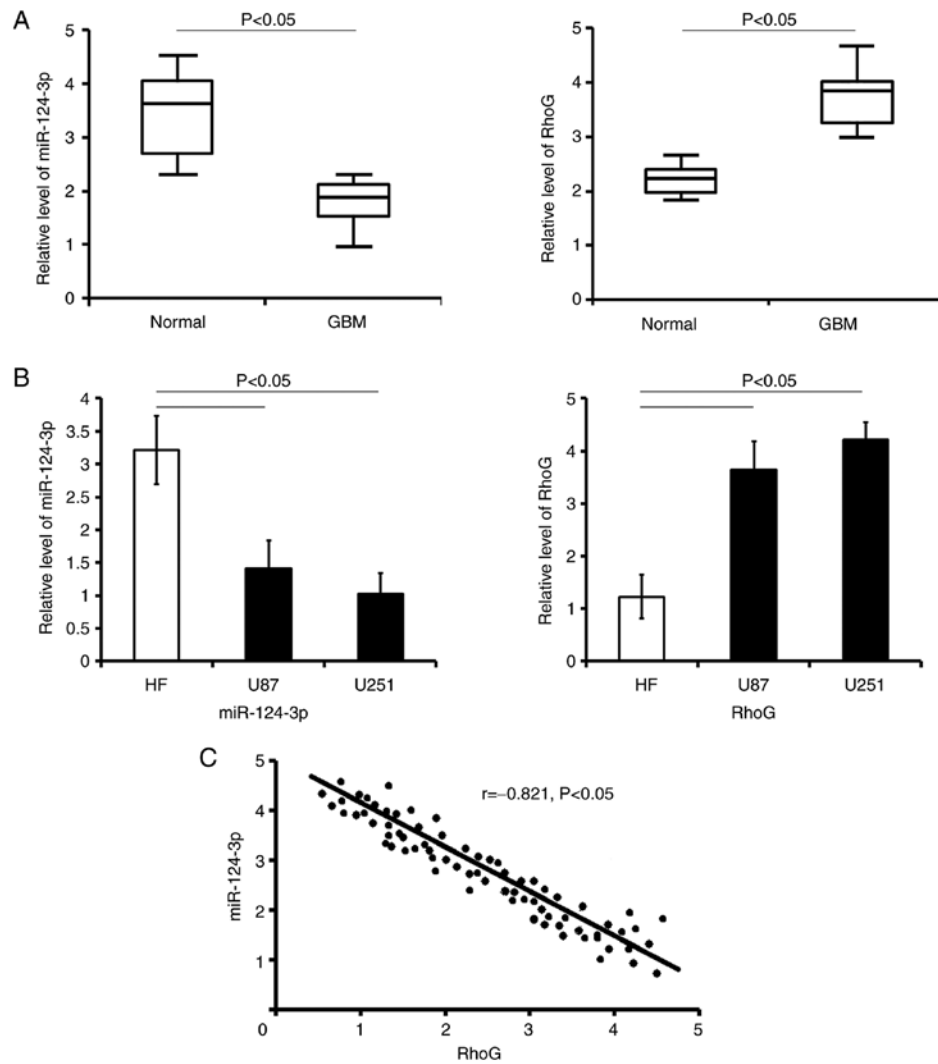 A
P<0.05
Relative level of miR-124-3p
5
4
3
2
1
0
Normal GBM
P<0.05
Relative level of RhoG
5
4
3
2
1
0
Normal GBM
B
P<0.05
Relative level of miR-124-3p
4
3.5
3
2.5
2
1.5
1
0.5
0
HF U87 U251
miR-124-3p
P<0.05
Relative level of RhoG
5
4
3
2
1
0
HF U87 U251
RhoG
C
r=−0.821, P<0.05
miR-124-3p
5
4
3
2
1
0 1 2 3 4 5
RhoG